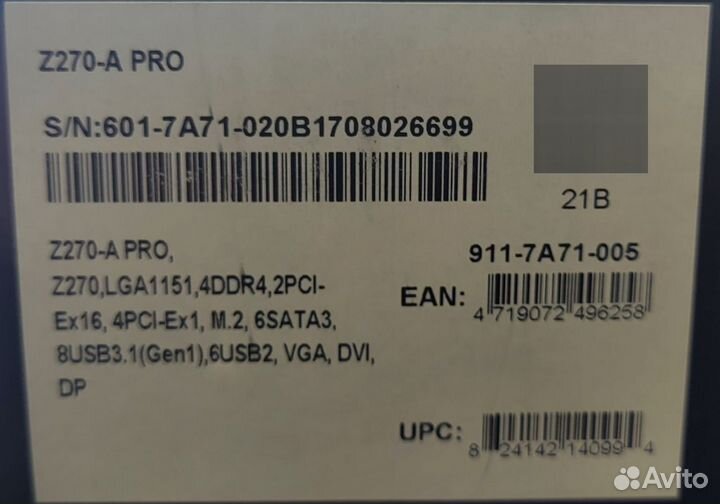 Z270-A PRO
S/N:601-7A71-020B1708026699
21B
Z270-A PRO,
Z270,LGA1151,4DDR4,2PCI-
Ex16, 4PCI-Ex1, M.2, 6SATA3,
8USB3.1(Gen1),6USB2, VGA, DVI,
DP
911-7A71-005
EAN:
4 719072 496258
UPC:
8 24142 14099 4
Avito